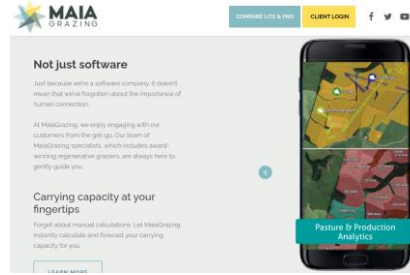 MAIA
GRAZING
COMPARE LITE & PRO
CLIENT LOGIN
Not just software
Just because we're a software company, it doesn't
mean that we've forgotten about the importance of
human connection.
At MaiaGrazing, we enjoy engaging with our
customers from the get-go. Our team of
MaiaGrazing specialists, which includes award-
winning regenerative graziers, are always here to
gently guide you.
Carrying capacity at your
fingertips
Forget about manual calculations. Let MaiaGrazing
instantly calculate and forecast your carrying
capacity for you.
LEARN MORE
Pasture & Production
Analytics